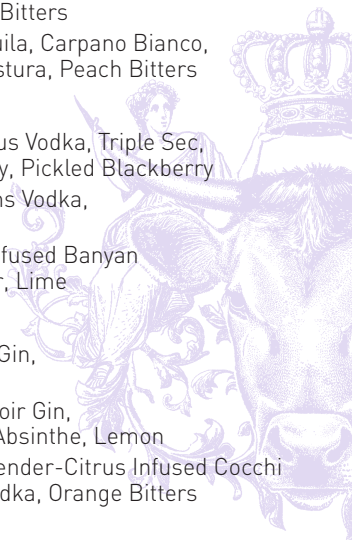 Bitters
uila, Carpano Bianco,
stura, Peach Bitters
us Vodka, Triple Sec,
y, Pickled Blackberry
ns Vodka,
fused Banyan
r, Lime
Gin,
oir Gin,
Absinthe, Lemon
ender-Citrus Infused Cocchi
dka, Orange Bitters